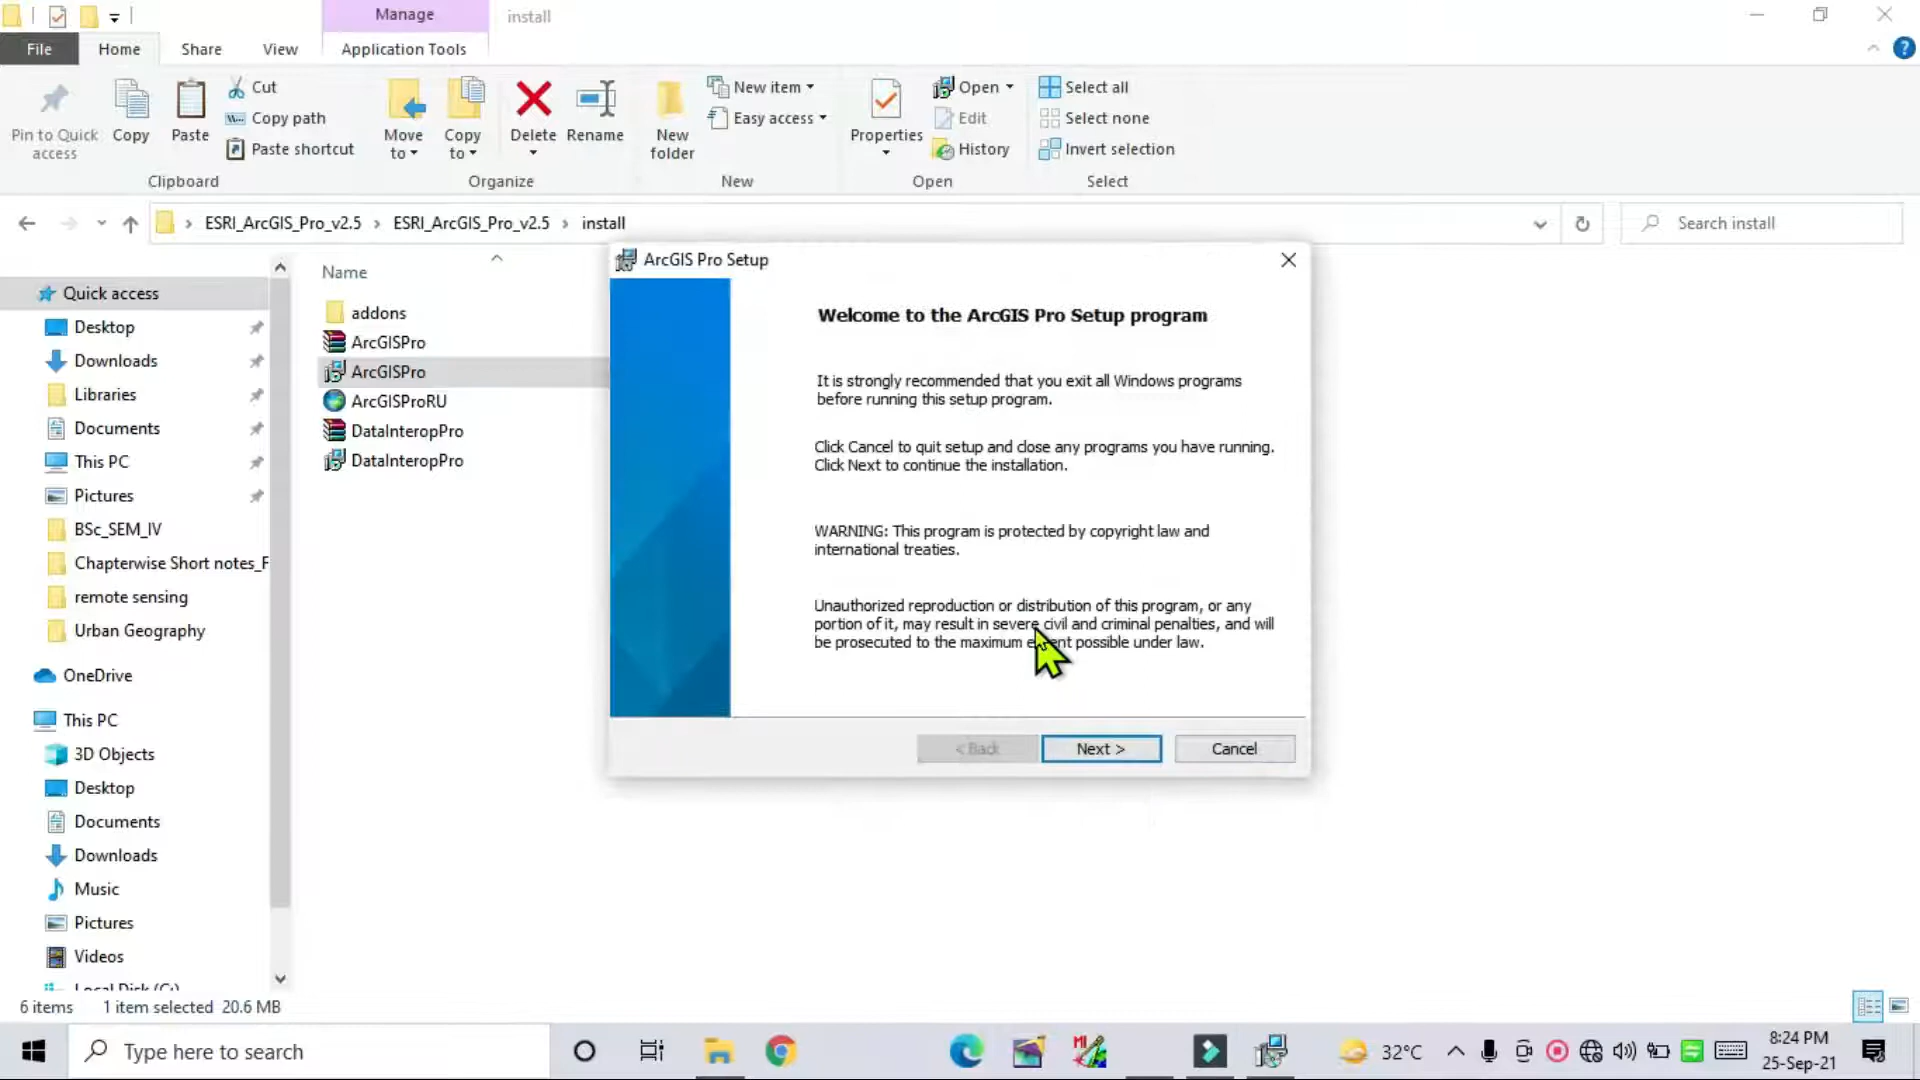 Manage
install
File
Home
Share
View
Application Tools
Pin to Quick
access
Copy
Paste
Cut
Copy path
Paste shortcut
Move
to
Copy
to
Delete
Rename
New
folder
New item
Easy access
Properties
Open
Edit
History
Select all
Select none
Invert selection
Clipboard
Organize
New
Open
Select
ESRI_ArcGIS_Pro_v2.5 > ESRI_ArcGIS_Pro_v2.5 > install
Search install
Quick access
Desktop
Downloads
Libraries
Documents
This PC
Pictures
BSc_SEM_IV
Chapterwise Short notes_F
remote sensing
Urban Geography
OneDrive
This PC
3D Objects
Desktop
Documents
Downloads
Music
Pictures
Videos
Local Disk (C:)
Name
addons
ArcGISPro
ArcGISPro
ArcGISProRU
DataInteropPro
DataInteropPro
ArcGIS Pro Setup
Welcome to the ArcGIS Pro Setup program
It is strongly recommended that you exit all Windows programs
before running this setup program.
Click Cancel to quit setup and close any programs you have running.
Click Next to continue the installation.
WARNING: This program is protected by copyright law and
international treaties.
Unauthorized reproduction or distribution of this program, or any
portion of it, may result in severe civil and criminal penalties, and will
be prosecuted to the maximum extent possible under law.
< Back
Next >
Cancel
6 items
1 item selected 20.6 MB
Type here to search
32°C
8:24 PM
25-Sep-21